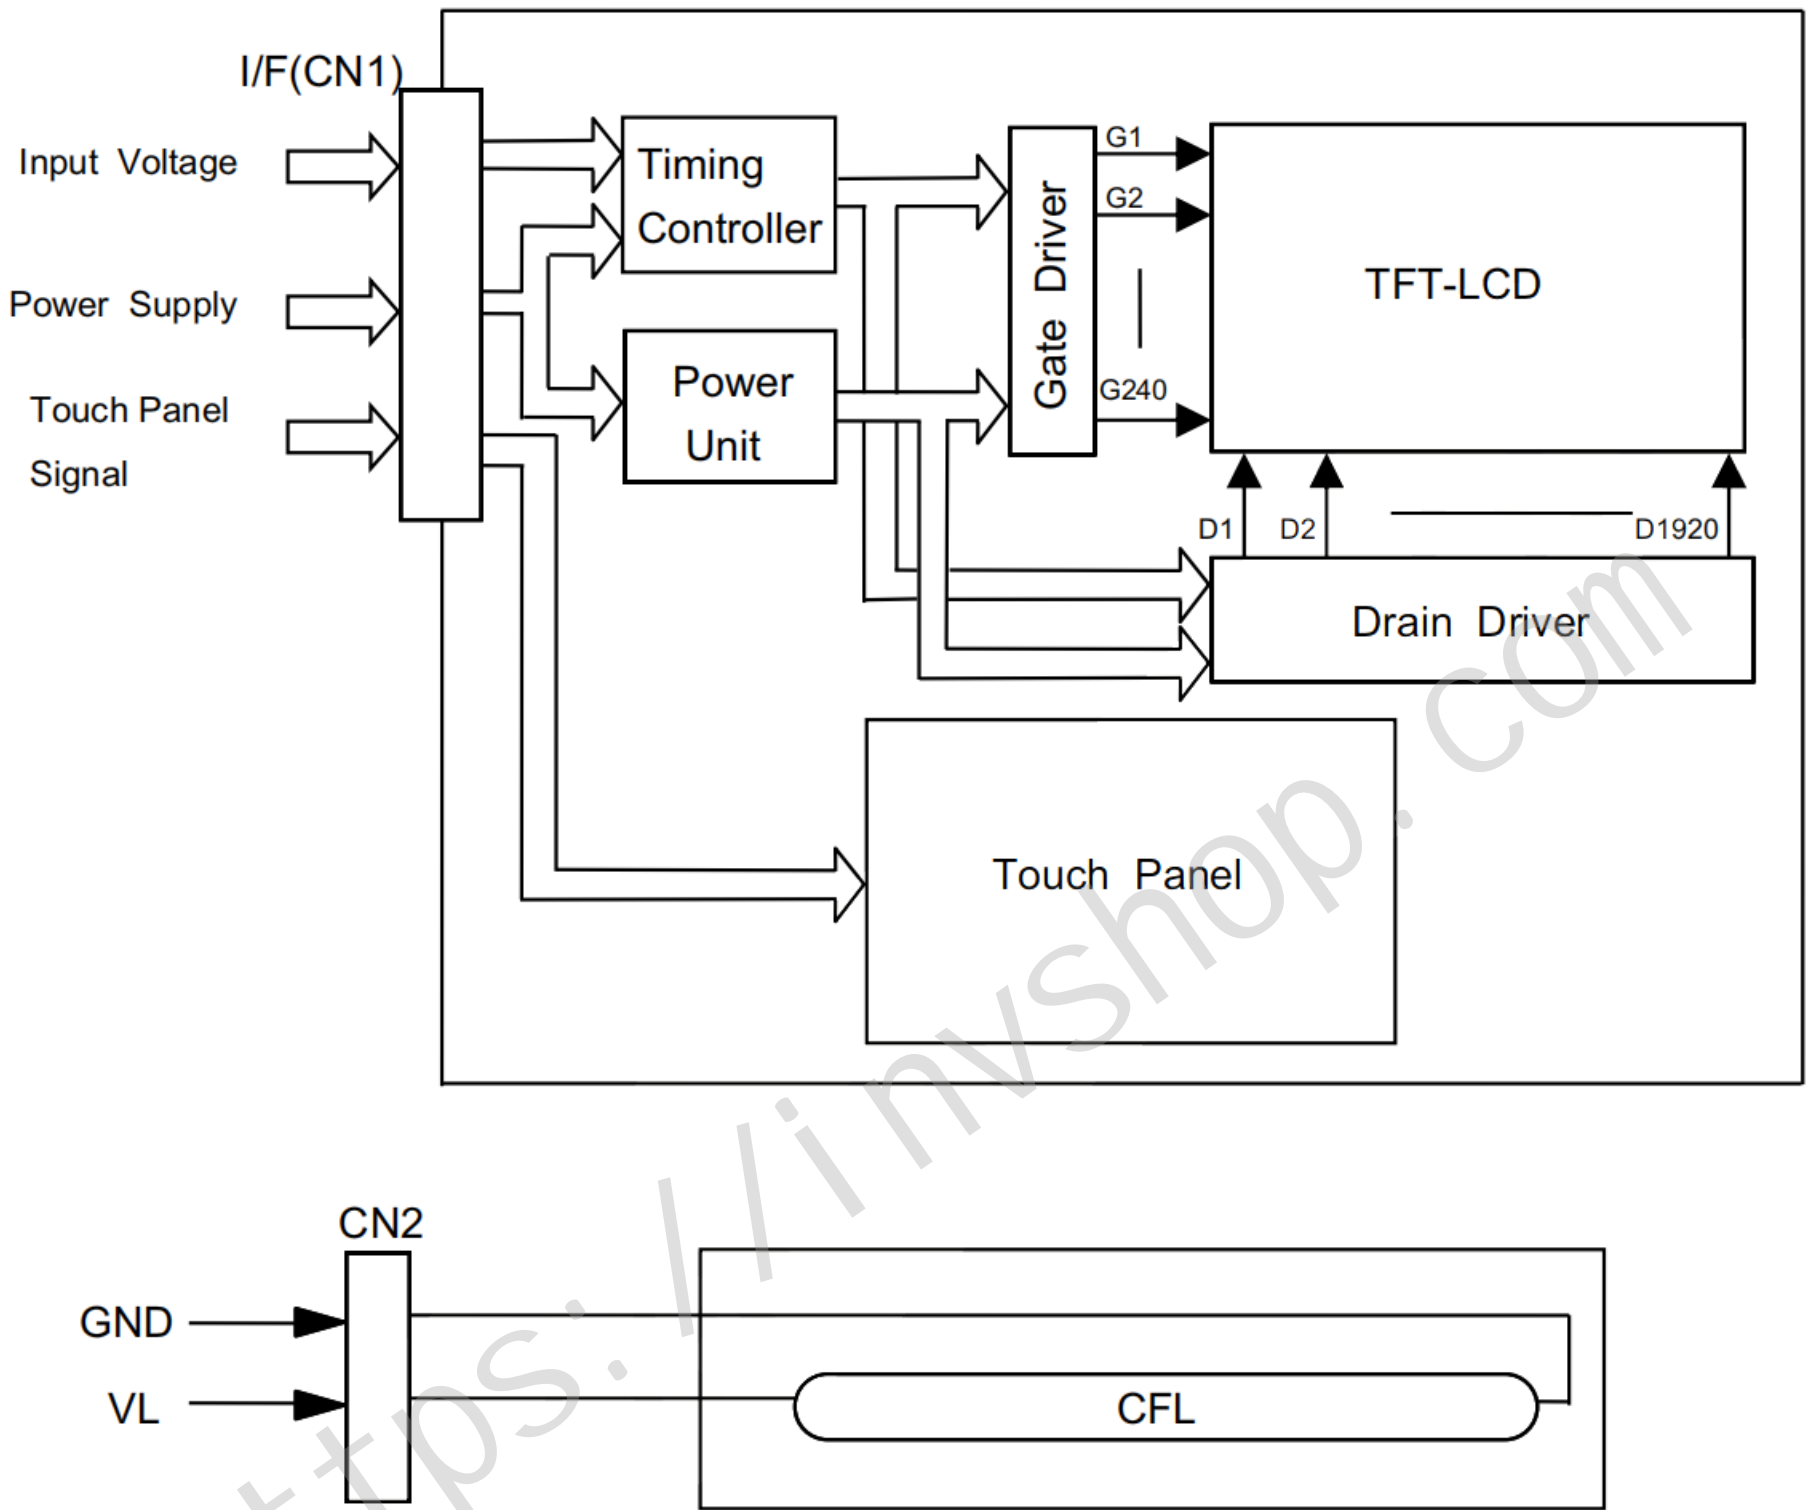 I/F(CN1)
Input Voltage
Power Supply
Touch Panel
Signal
Timing
Controller
Power
Unit
Gate Driver
G1
G2
G240
TFT-LCD
D1
D2
D1920
Drain Driver
Touch Panel
CN2
GND
VL
CFL
ttps://invshop.com